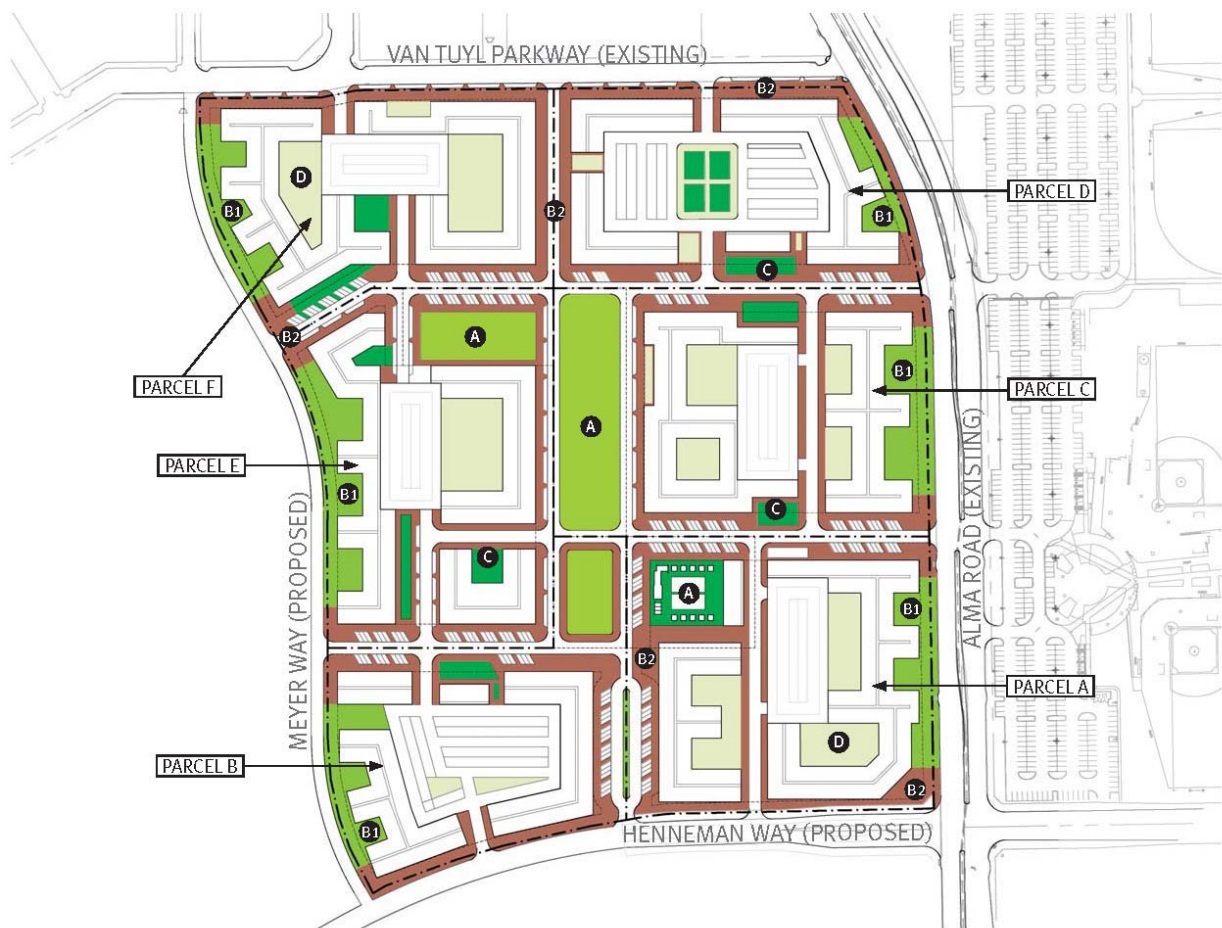 VAN TUYL PARKWAY (EXISTING)
B2
D
B2
B1
B1
PARCEL D
C
B2
A
B1
PARCEL F
PARCEL C
A
PARCEL E
B1
C
ALMA ROAD (EXISTING)
C
A
B1
MEYER WAY (PROPOSED)
B2
PARCEL A
D
PARCEL B
B2
B1
HENNEMAN WAY (PROPOSED)